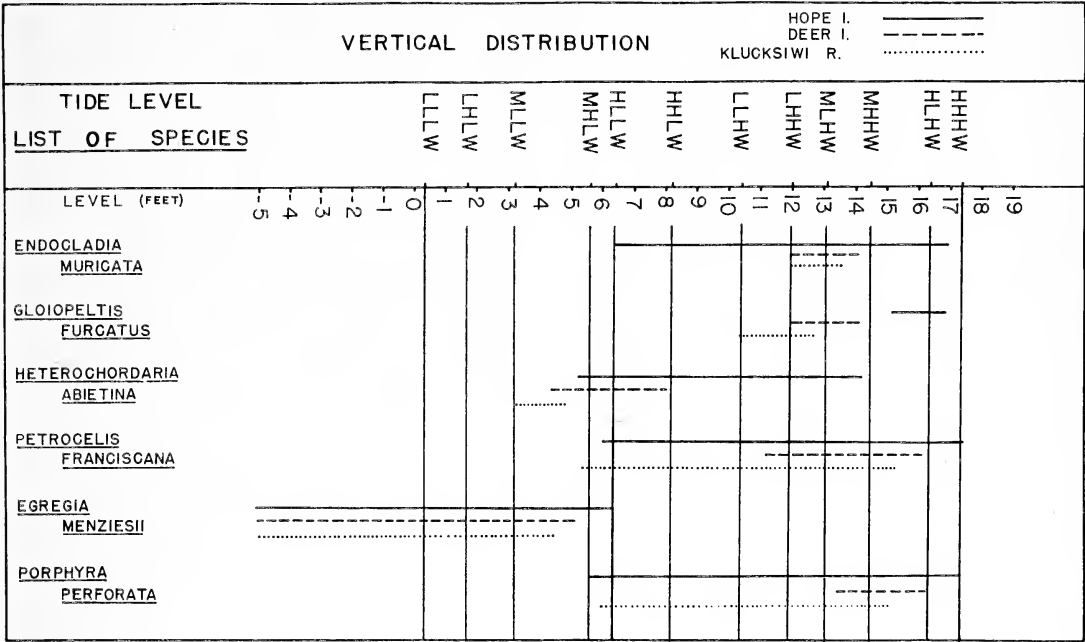 VERTICAL DISTRIBUTION
HOPE I.
DEER I.
KLUCKSIWI R.
TIDE LEVEL
LIST OF SPECIES
LLLW LHLW MLLW MHLW HLLW HHLW LLHW LHHW MLHW MHHW HLHW HHHW
LEVEL (FEET)
-5 -4 -3 -2 -1 0 1 2 3 4 5 6 7 8 9 10 11 12 13 14 15 16 17 18 19
ENDOCLADIA
MURICATA
GLOIOPELTIS
FURCATUS
HETEROCHORDARIA
ABIETINA
PETROCELIS
FRANCISCANA
EGREGIA
MENZIESII
PORPHYRA
PERFORATA